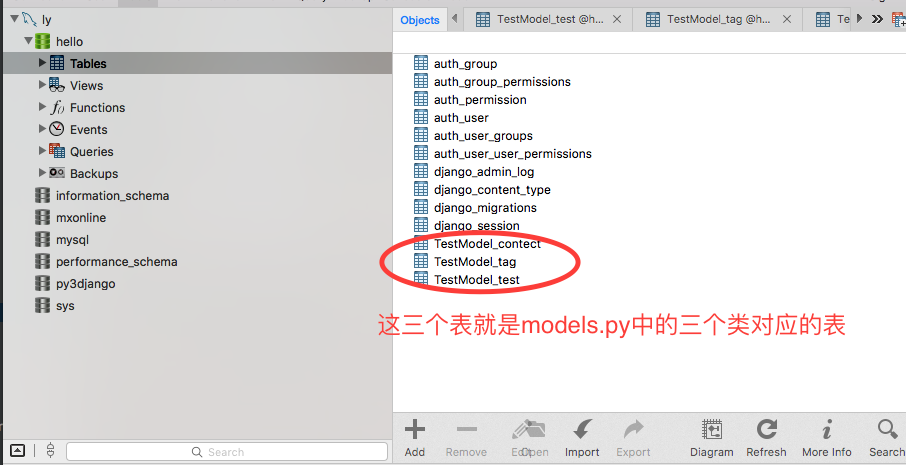 ly
hello
Tables
Views
Functions
Events
Queries
Backups
information_schema
mxonline
mysql
performance_schema
py3django
sys
Search
Objects
TestModel_test @h...
TestModel_tag @h...
Te
auth_group
auth_group_permissions
auth_permission
auth_user
auth_user_groups
auth_user_user_permissions
django_admin_log
django_content_type
django_migrations
django_session
TestModel_contect
TestModel_tag
TestModel_test
这三个表就是models.py中的三个类对应的表
Add
Remove
Open
Import
Export
Diagram
Refresh
More Info
Search